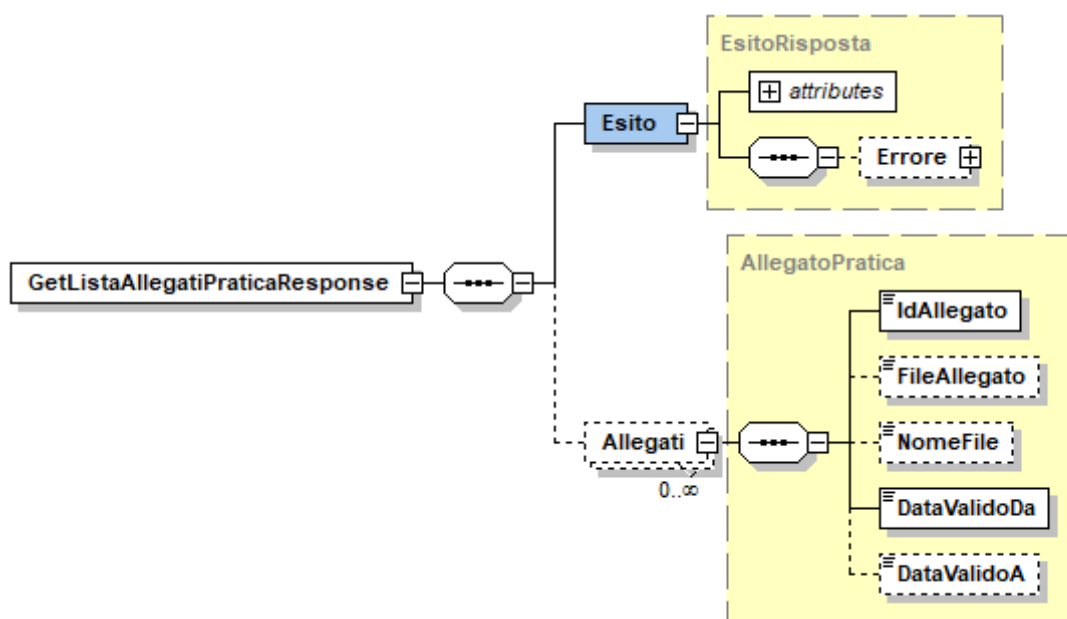 EsitoRisposta
attributes
Esito
Errore
GetListaAllegatiPraticaResponse
AllegatoPratica
IdAllegato
FileAllegato
Allegati
NomeFile
0..∞
DataValidoDa
DataValidoA